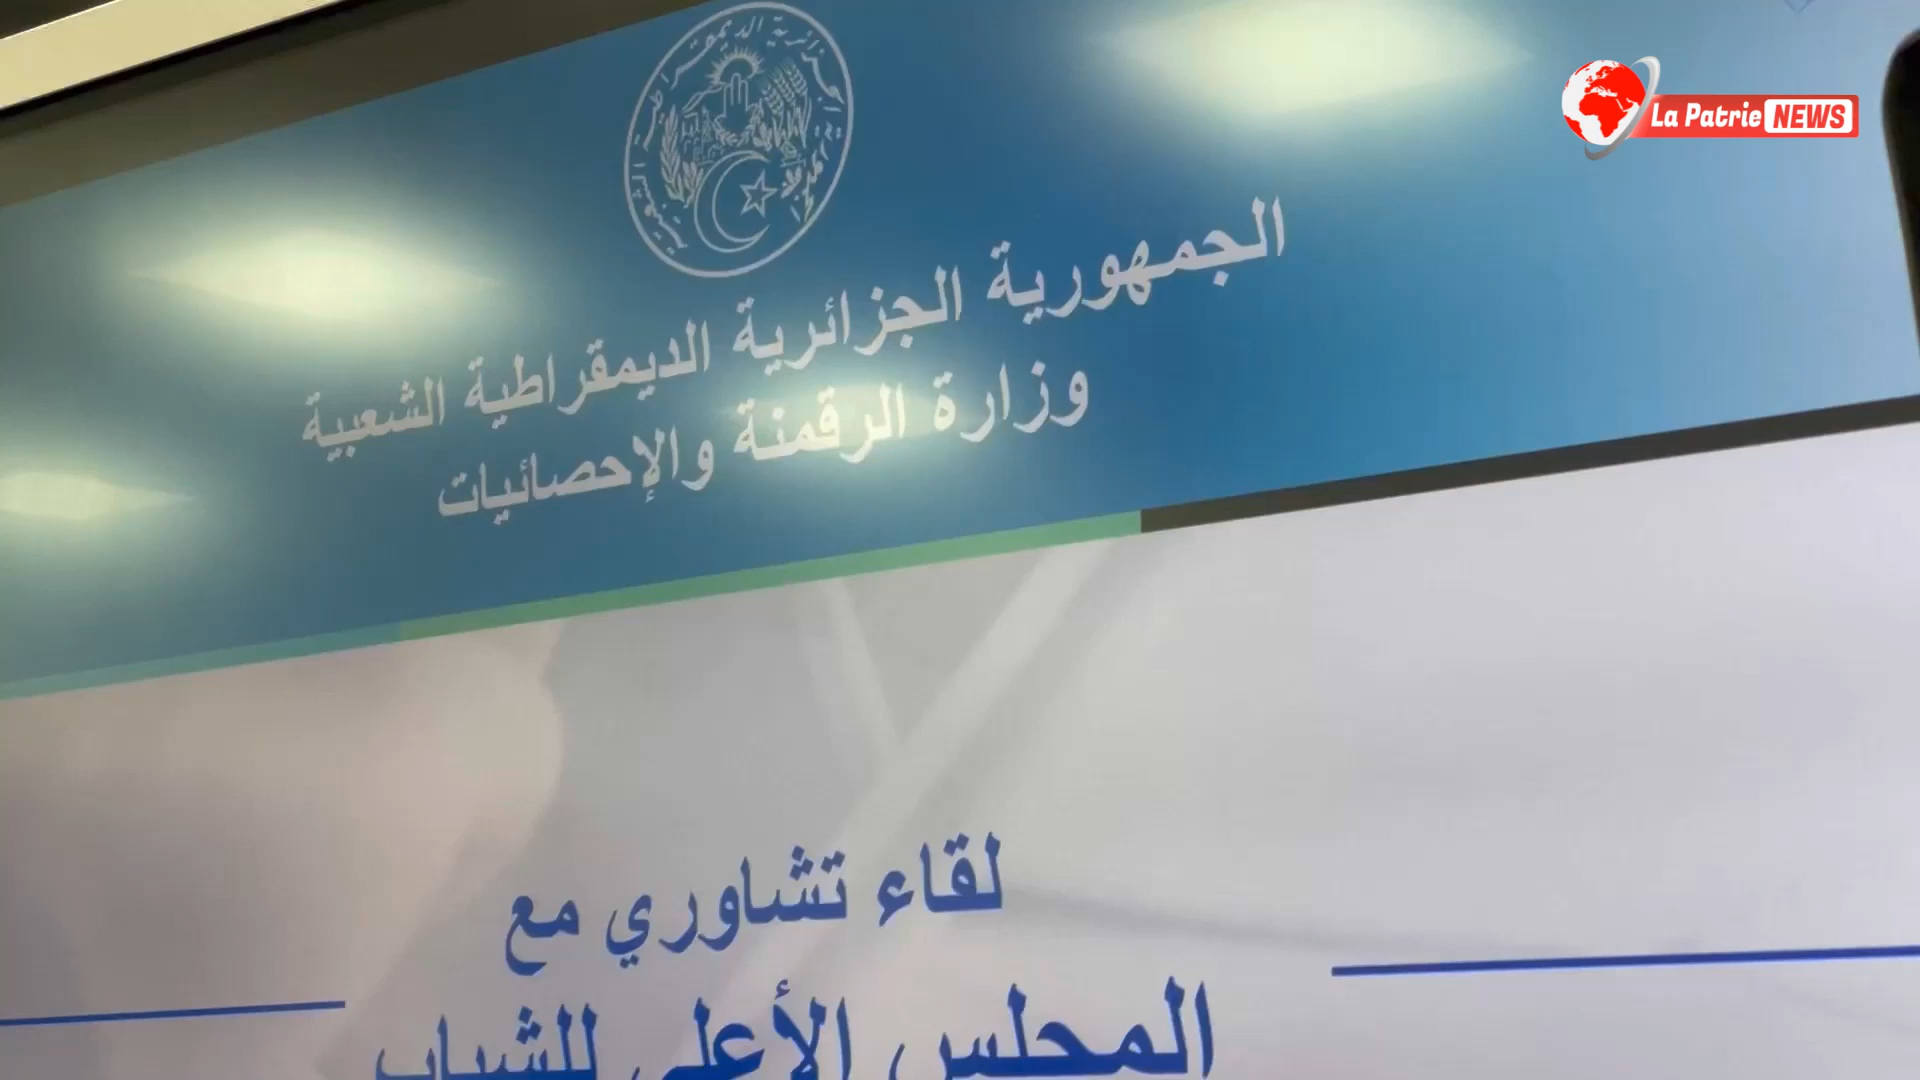 La Patrie NEWS
الجمهورية الجزائرية الديمقراطية الشعبية
وزارة الرقمنة والإحصائيات
لقاء تشاوري مع
المجلس الأعلى للشباب